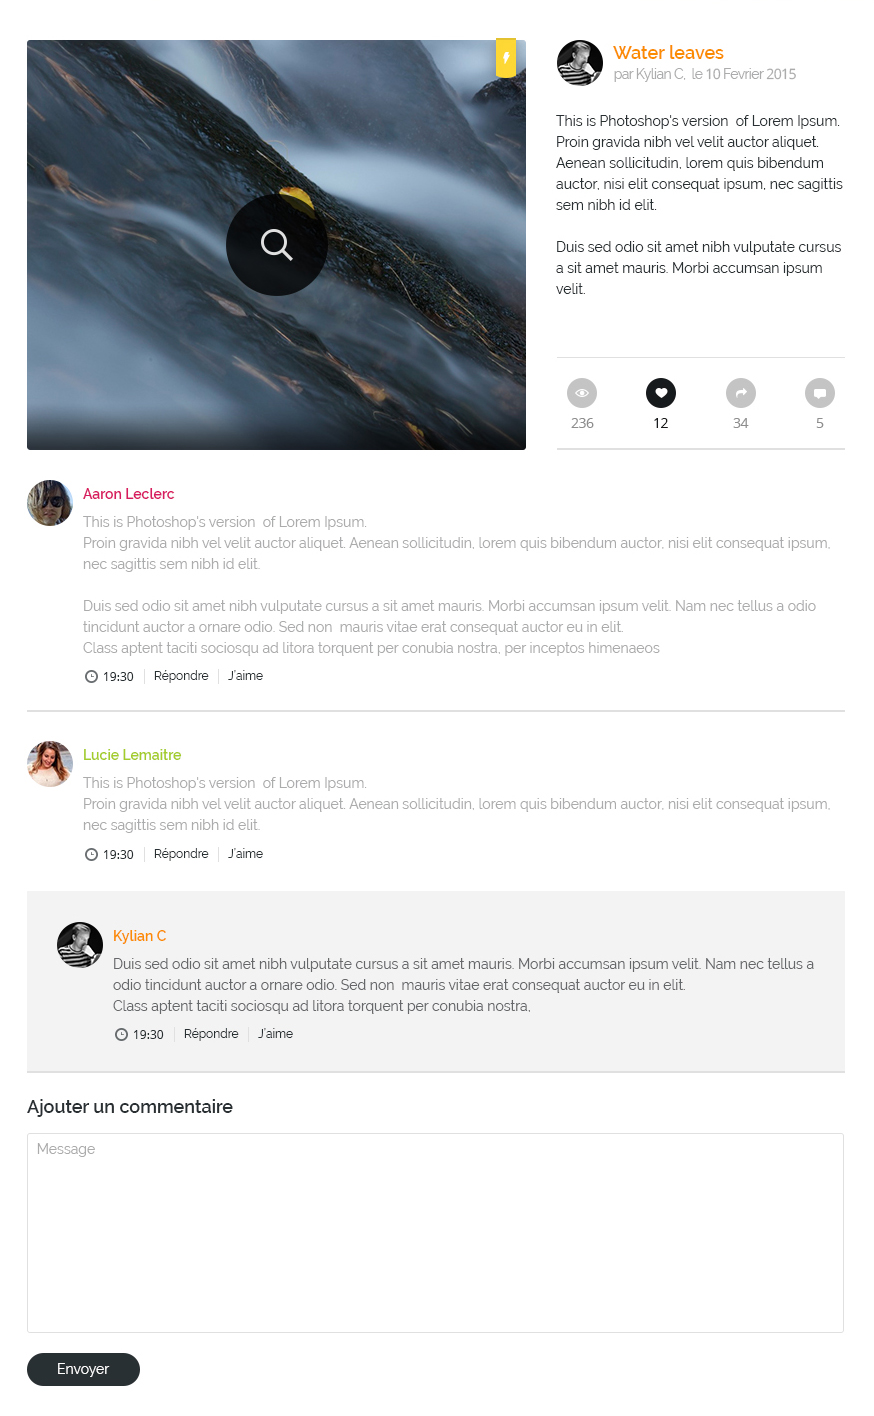 Water leaves
par Kylian C,  le 10 Fevrier 2015
This is Photoshop's version  of Lorem Ipsum.
Proin gravida nibh vel velit auctor aliquet.
Aenean sollicitudin, lorem quis bibendum
auctor, nisi elit consequat ipsum, nec sagittis
sem nibh id elit.
Duis sed odio sit amet nibh vulputate cursus
a sit amet mauris. Morbi accumsan ipsum
velit.
236 12 34 5
Aaron Leclerc
This is Photoshop's version  of Lorem Ipsum.
Proin gravida nibh vel velit auctor aliquet. Aenean sollicitudin, lorem quis bibendum auctor, nisi elit consequat ipsum,
nec sagittis sem nibh id elit.
Duis sed odio sit amet nibh vulputate cursus a sit amet mauris. Morbi accumsan ipsum velit. Nam nec tellus a odio
tincidunt auctor a ornare odio. Sed non  mauris vitae erat consequat auctor eu in elit.
Class aptent taciti sociosqu ad litora torquent per conubia nostra, per inceptos himenaeos
19:30 Répondre J'aime
Lucie Lemaitre
This is Photoshop's version  of Lorem Ipsum.
Proin gravida nibh vel velit auctor aliquet. Aenean sollicitudin, lorem quis bibendum auctor, nisi elit consequat ipsum,
nec sagittis sem nibh id elit.
19:30 Répondre J'aime
Kylian C
Duis sed odio sit amet nibh vulputate cursus a sit amet mauris. Morbi accumsan ipsum velit. Nam nec tellus a
odio tincidunt auctor a ornare odio. Sed non  mauris vitae erat consequat auctor eu in elit.
Class aptent taciti sociosqu ad litora torquent per conubia nostra,
19:30 Répondre J'aime
Ajouter un commentaire
Message
Envoyer